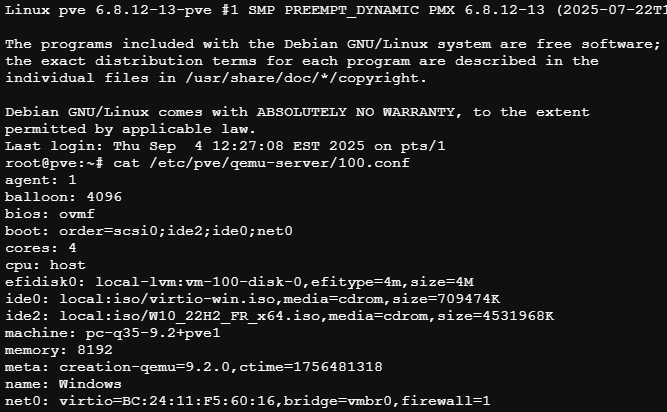 Linux pve 6.8.12-13-pve #1 SMP PREEMPT_DYNAMIC PMX 6.8.12-13 (2025-07-22T1
The programs included with the Debian GNU/Linux system are free software;
the exact distribution terms for each program are described in the
individual files in /usr/share/doc/*/copyright.
Debian GNU/Linux comes with ABSOLUTELY NO WARRANTY, to the extent
permitted by applicable law.
Last login: Thu Sep  4 12:27:08 EST 2025 on pts/1
root@pve:~# cat /etc/pve/qemu-server/100.conf
agent: 1
balloon: 4096
bios: ovmf
boot: order=scsi0;ide2;ide0;net0
cores: 4
cpu: host
efidisk0: local-lvm:vm-100-disk-0,efitype=4m,size=4M
ide0: local:iso/virtio-win.iso,media=cdrom,size=709474K
ide2: local:iso/W10_22H2_FR_x64.iso,media=cdrom,size=4531968K
machine: pc-q35-9.2+pve1
memory: 8192
meta: creation-qemu=9.2.0,ctime=1756481318
name: Windows
net0: virtio=BC:24:11:F5:60:16,bridge=vmbr0,firewall=1